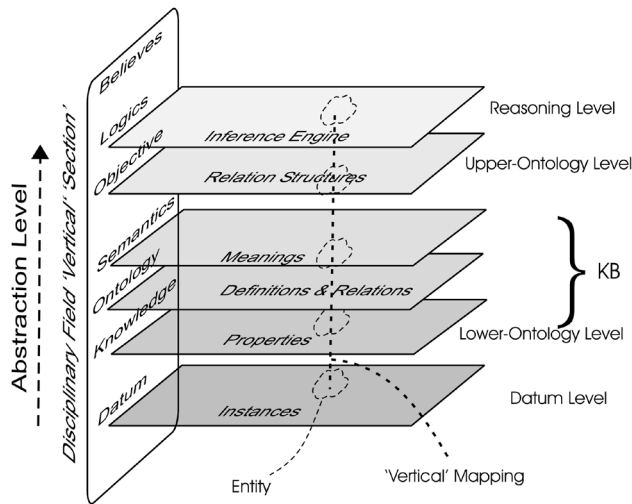 Believes
Logics
Inference Engine
Reasoning Level
Objective
Relation Structures
Upper-Ontology Level
Semantics
Meanings
Ontology
Definitions & Relations
KB
Knowledge
Properties
Lower-Ontology Level
Datum
Instances
Datum Level
Abstraction Level
Disciplinary Field 'Vertical' 'Section'
Entity
'Vertical' Mapping